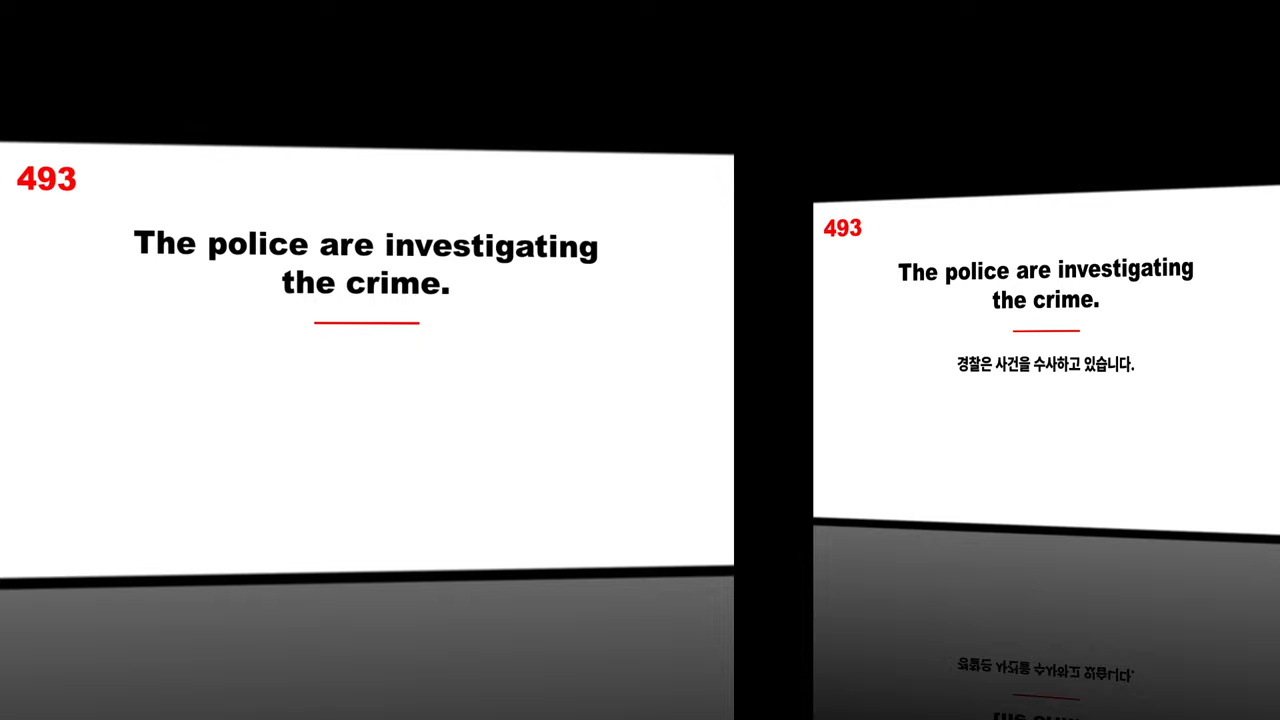 493
The police are investigating
the crime.
493
The police are investigating
the crime.
경찰은 사건을 수사하고 있습니다.